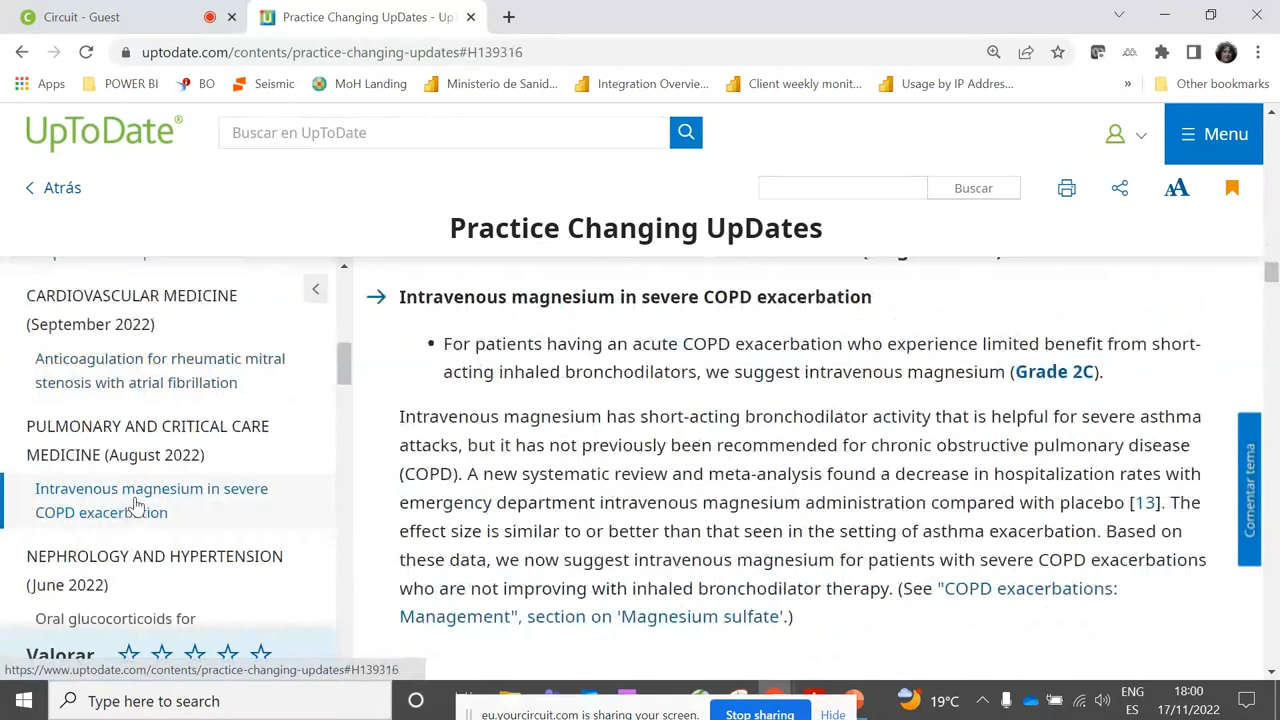 Circuit - Guest
Practice Changing UpDates - Up
uptodate.com/contents/practice-changing-updates#H139316
Apps
POWER BI
BO
Seismic
MoH Landing
Ministerio de Sanid...
Integration Overvie...
Client weekly monit...
Usage by IP Addres...
»
Other bookmarks
UpToDate®
Buscar en UpToDate
Menu
Atrás
Buscar
AA
Practice Changing UpDates
CARDIOVASCULAR MEDICINE
(September 2022)
Anticoagulation for rheumatic mitral
stenosis with atrial fibrillation
PULMONARY AND CRITICAL CARE
MEDICINE (August 2022)
Intravenous magnesium in severe
COPD exacerbation
NEPHROLOGY AND HYPERTENSION
(June 2022)
Oral glucocorticoids for
Valorar
https://www.uptodate.com/contents/practice-changing-updates#H139316
Intravenous magnesium in severe COPD exacerbation
• For patients having an acute COPD exacerbation who experience limited benefit from short-
acting inhaled bronchodilators, we suggest intravenous magnesium (Grade 2C).
Intravenous magnesium has short-acting bronchodilator activity that is helpful for severe asthma
attacks, but it has not previously been recommended for chronic obstructive pulmonary disease
(COPD). A new systematic review and meta-analysis found a decrease in hospitalization rates with
emergency department intravenous magnesium administration compared with placebo [13]. The
effect size is similar to or better than that seen in the setting of asthma exacerbation. Based on
these data, we now suggest intravenous magnesium for patients with severe COPD exacerbations
who are not improving with inhaled bronchodilator therapy. (See "COPD exacerbations:
Management", section on 'Magnesium sulfate'.)
Comentar tema
Type here to search
eu.yourcircuit.com is sharing your screen.
Stop sharing
Hide
19°C
ENG
ES
18:00
17/11/2022